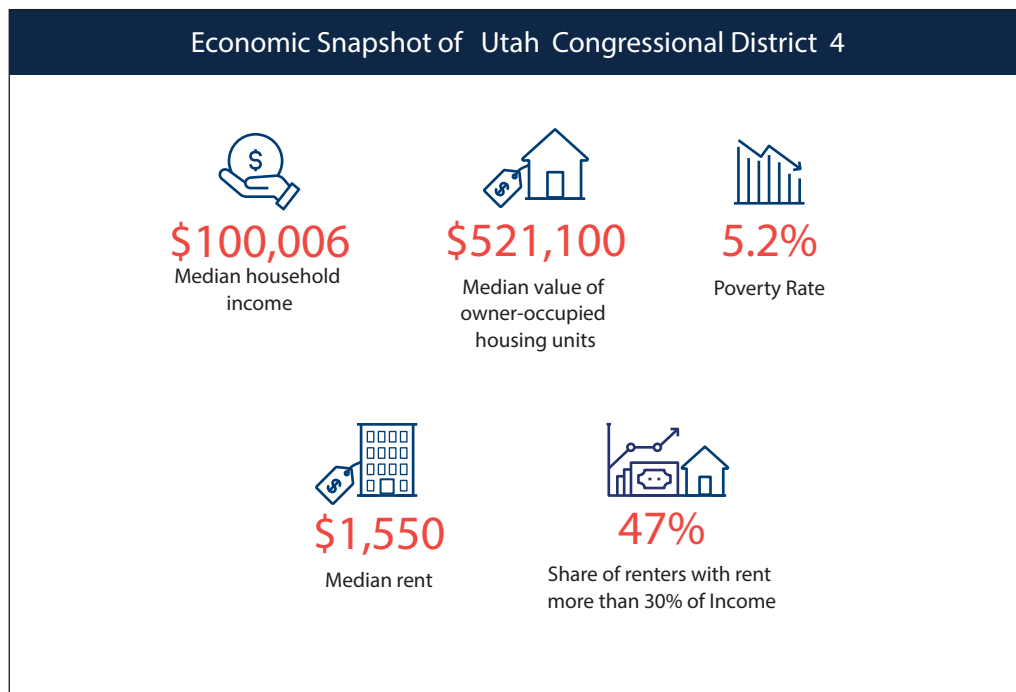 Economic Snapshot of Utah Congressional District 4
$
$100,006
Median household
income
$
$521,100
Median value of
owner-occupied
housing units
5.2%
Poverty Rate
$
$1,550
Median rent
47%
Share of renters with rent
more than 30% of Income